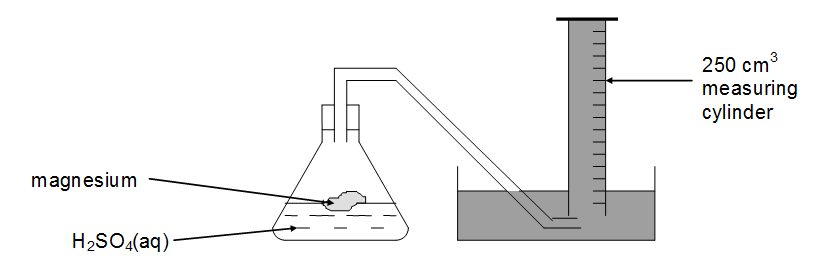 250 cm³
measuring
cylinder
magnesium
H₂SO₄(aq)